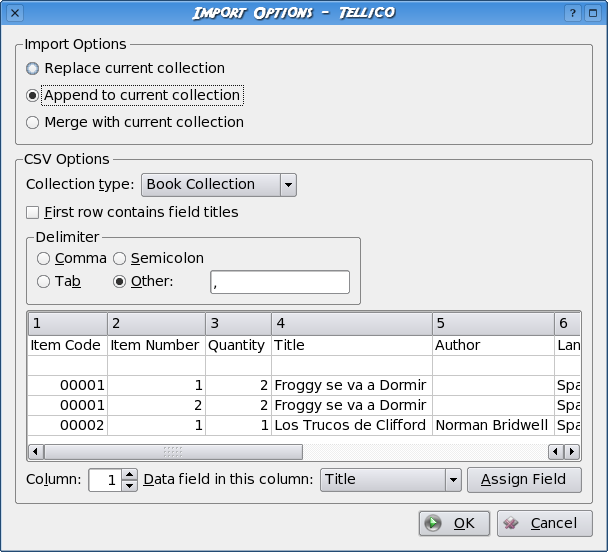 Import Options - Tellico
Import Options
Replace current collection
Append to current collection
Merge with current collection
CSV Options
Collection type: Book Collection
First row contains field titles
Delimiter
Comma Semicolon
Tab Other: ,
1 2 3 4 5 6
Item Code Item Number Quantity Title Author Lan
00001 1 2 Froggy se va a Dormir Spa
00001 2 2 Froggy se va a Dormir Spa
00002 1 1 Los Trucos de Clifford Norman Bridwell Spa
Column: 1 Data field in this column: Title Assign Field
OK Cancel